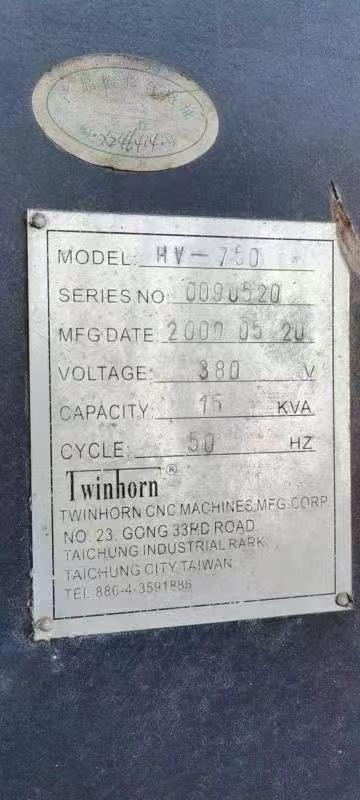 MODEL: HV-750
SERIES NO 0090520
MFG DATE: 2009 05 20
VOLTAGE: 380 V
CAPACITY: 15 KVA
CYCLE: 50 HZ
Twinhorn®
TWINHORN CNC MACHINES MFG CORP.
NO. 23. GONG 33RD ROAD,
TAICHUNG INDUSTRIAL RARK,
TAICHUNG CITY, TAIWAN
TEL 886-4-3591885